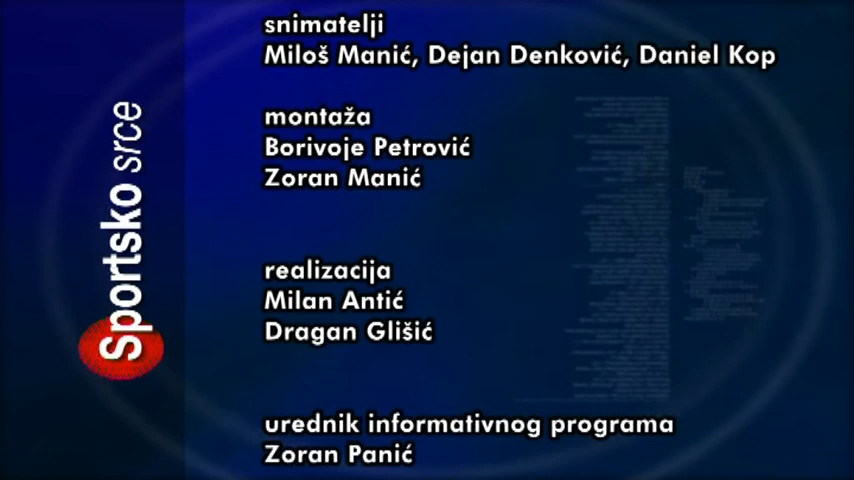 snimatelji
Miloš Manić, Dejan Denković, Daniel Kop
montaža
Borivoje Petrović
Zoran Manić
realizacija
Milan Antić
Dragan Glišić
urednik informativnog programa
Zoran Panić
Sportsko srce